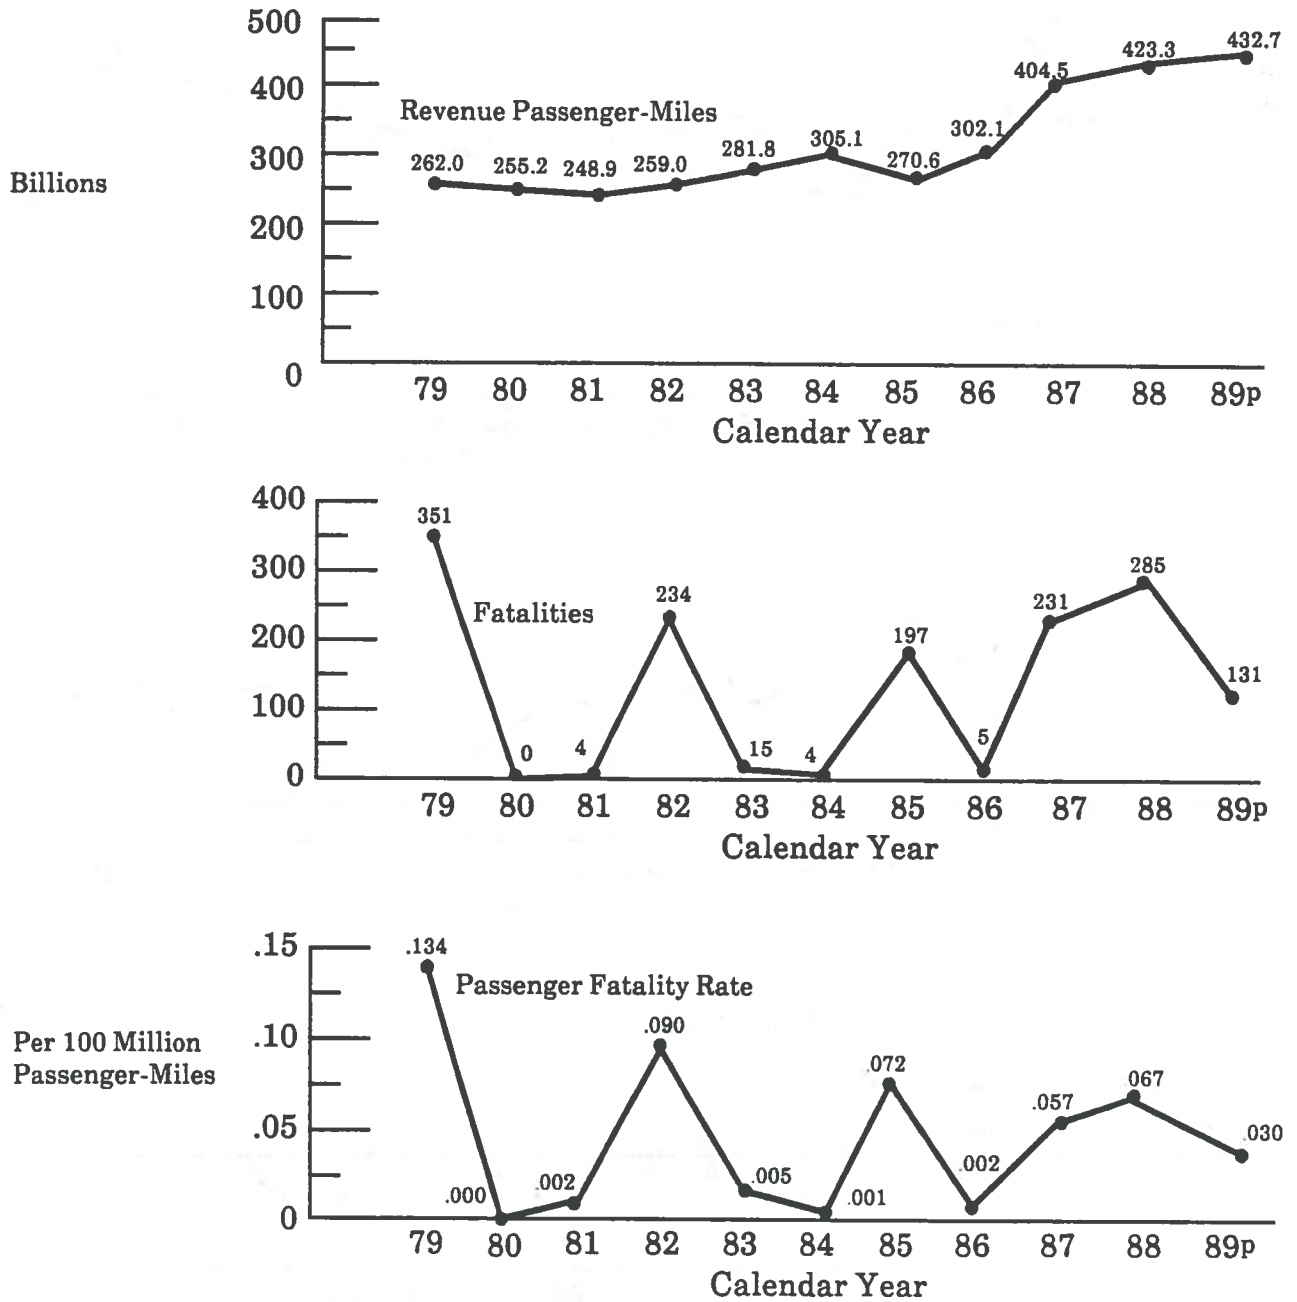 500
432.7
423.3
404.5
400
Revenue Passenger-Miles
302.1
305.1
300
281.8
262.0 255.2 248.9 259.0 270.6
Billions
200
100
0
79 80 81 82 83 84 85 86 87 88 89p
Calendar Year
400
351
300
285
234
231
Fatalities
200
197
131
100
0 4 15 4 5
0
79 80 81 82 83 84 85 86 87 88 89p
Calendar Year
.15
.134
Passenger Fatality Rate
.090
Per 100 Million
Passenger-Miles
.10
.072
.067
.057
.05
.030
.000 .002 .005 .001 .002
0
79 80 81 82 83 84 85 86 87 88 89p
Calendar Year